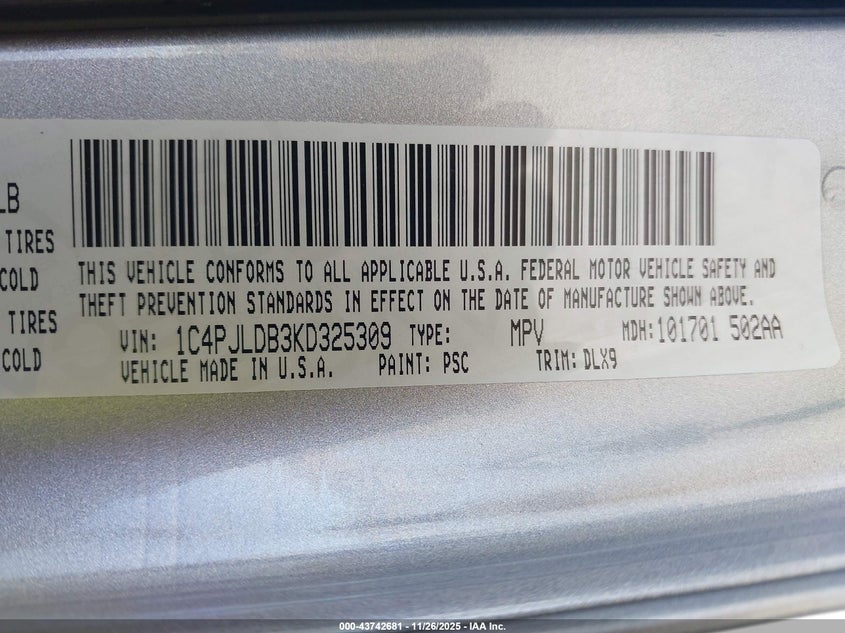 LB
TIRES
COLD
TIRES
COLD
THIS VEHICLE CONFORMS TO ALL APPLICABLE U.S.A. FEDERAL MOTOR VEHICLE SAFETY AND
THEFT PREVENTION STANDARDS IN EFFECT ON THE DATE OF MANUFACTURE SHOWN ABOVE.
VIN: 1C4PJLDB3KD325309 TYPE: MPV MDH:101701 502AA
VEHICLE MADE IN U.S.A. PAINT: PSC TRIM: DLX9
000-43742681 - 11/26/2025 - IAA Inc.